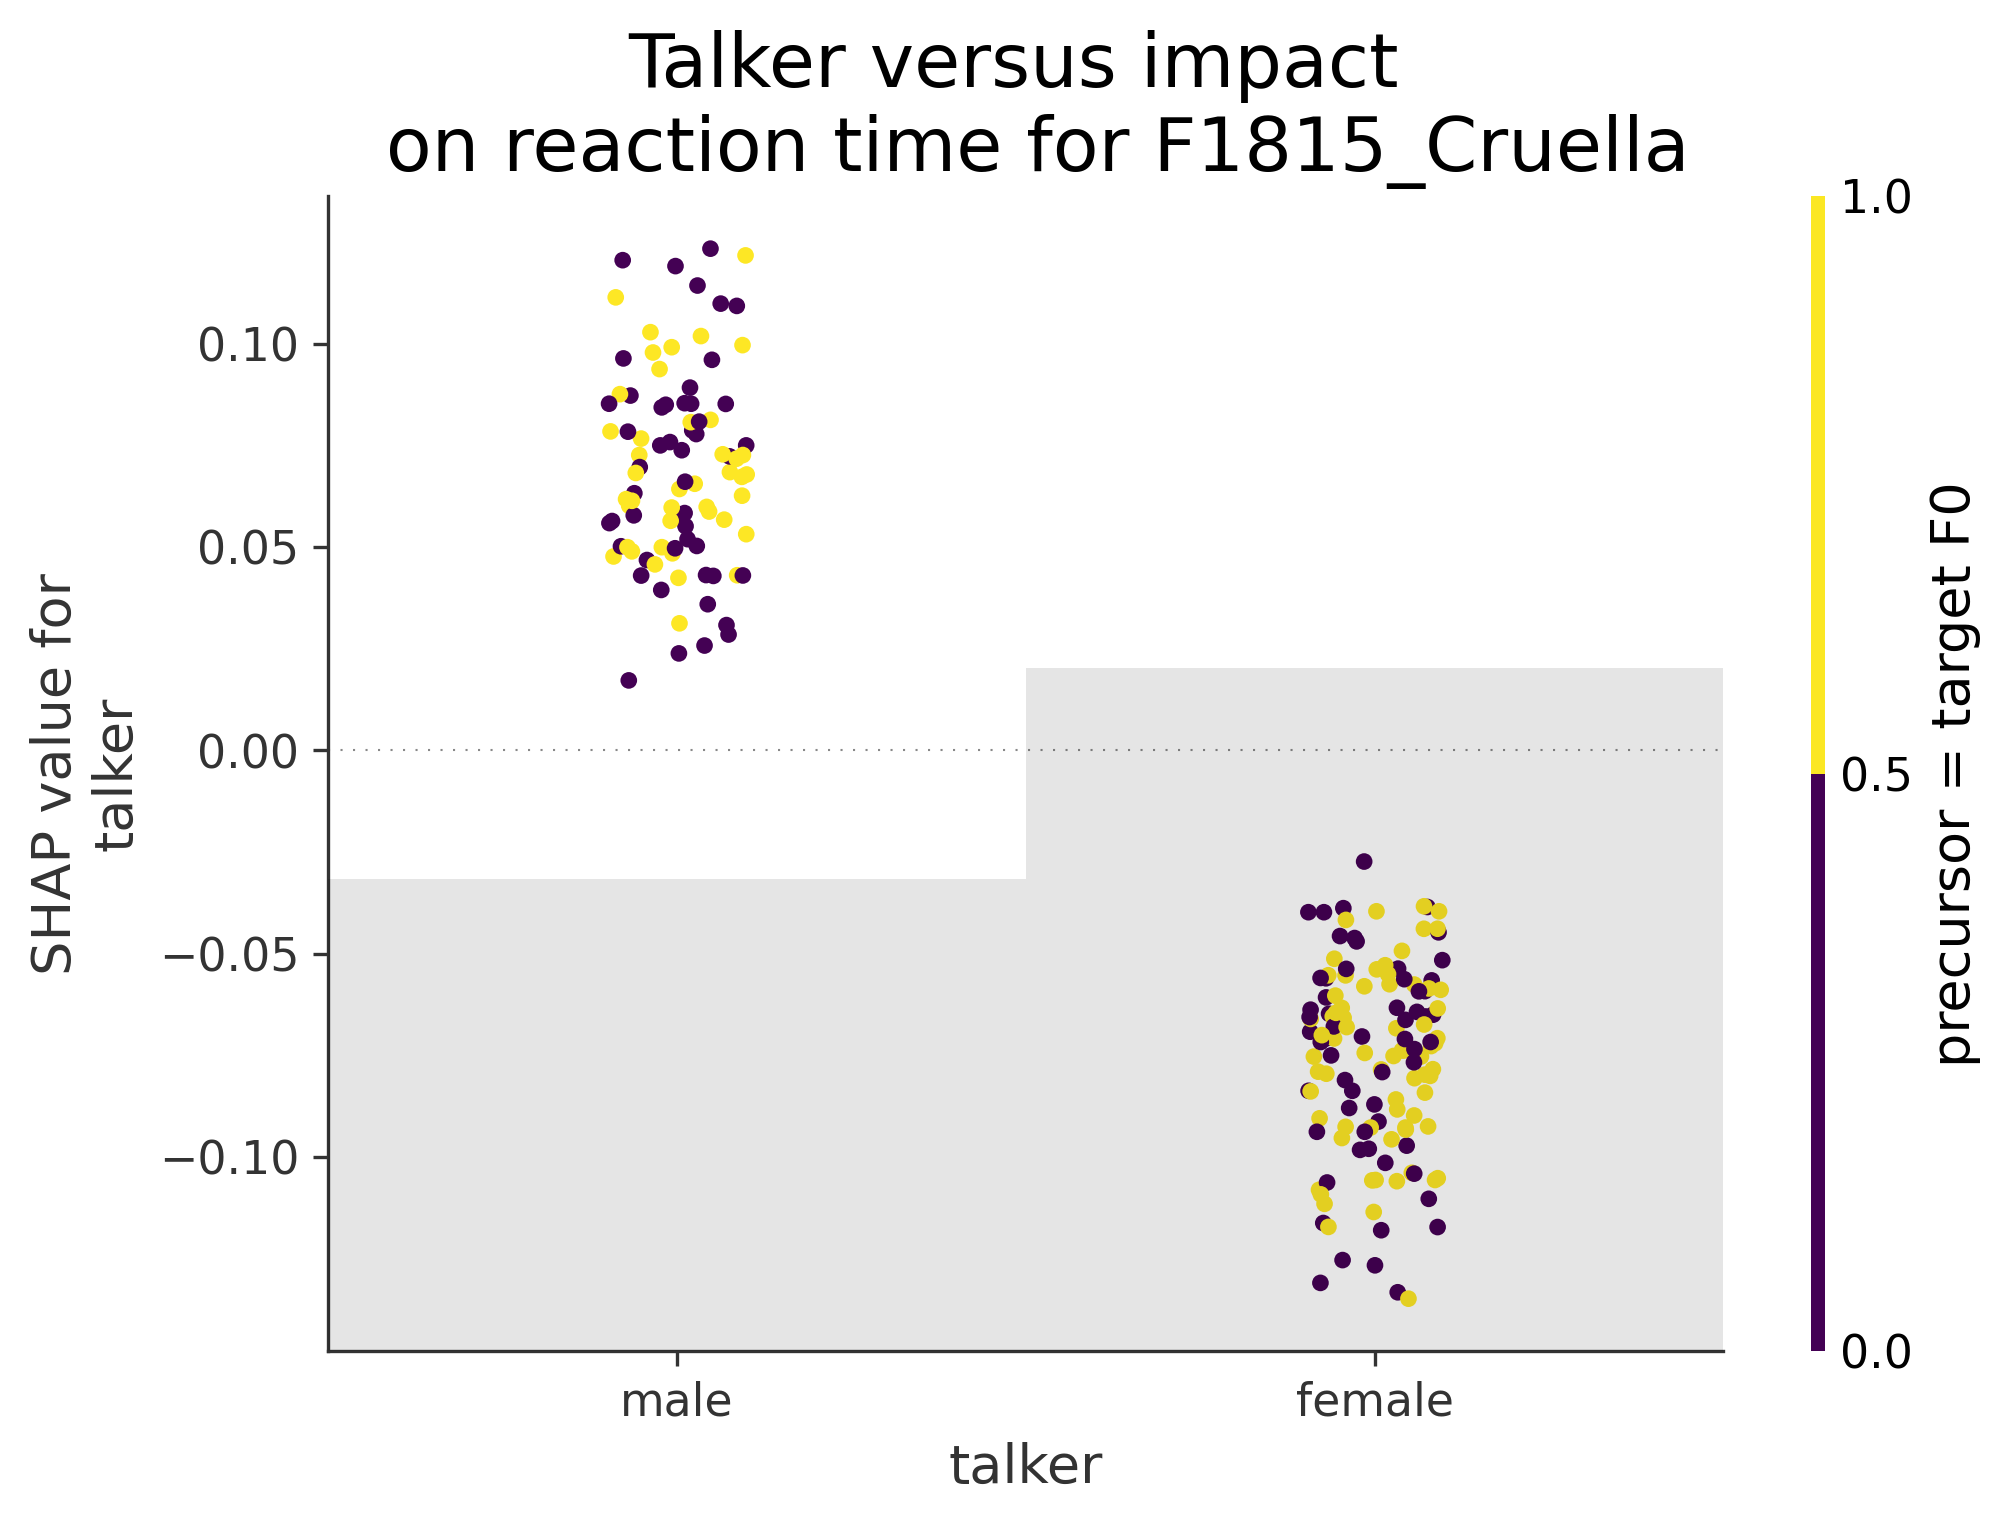 Talker versus impact
on reaction time for F1815_Cruella
SHAP value for
talker
0.10
0.05
0.00
−0.05
−0.10
male
female
talker
1.0
0.5
0.0
precursor = target F0